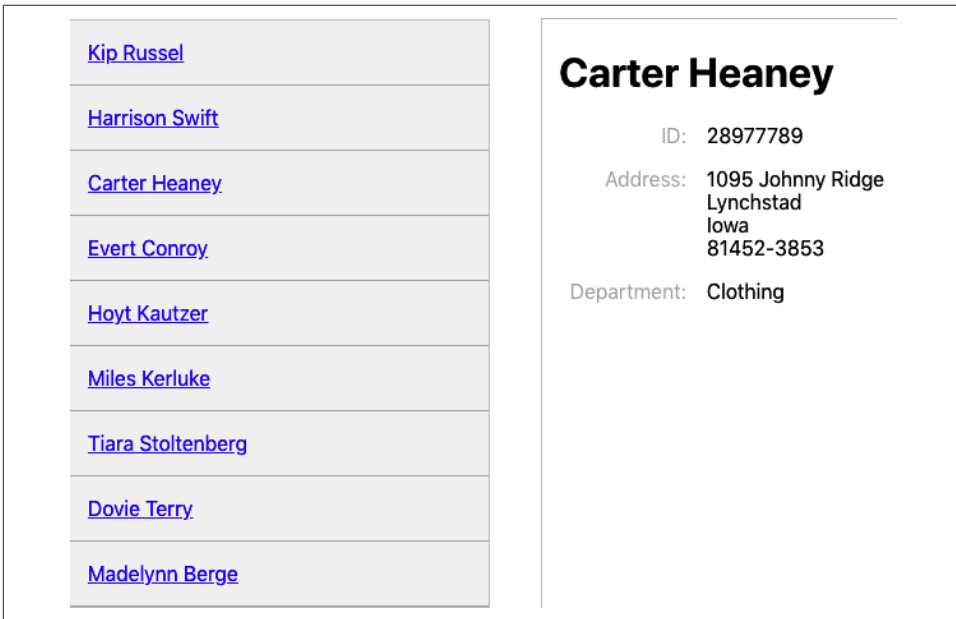 Kip Russel
Harrison Swift
Carter Heaney
Evert Conroy
Hoyt Kautzer
Miles Kerluke
Tiara Stoltenberg
Dovie Terry
Madelynn Berge
Carter Heaney
ID: 28977789
Address: 1095 Johnny Ridge
Lynchstad
Iowa
81452-3853
Department: Clothing